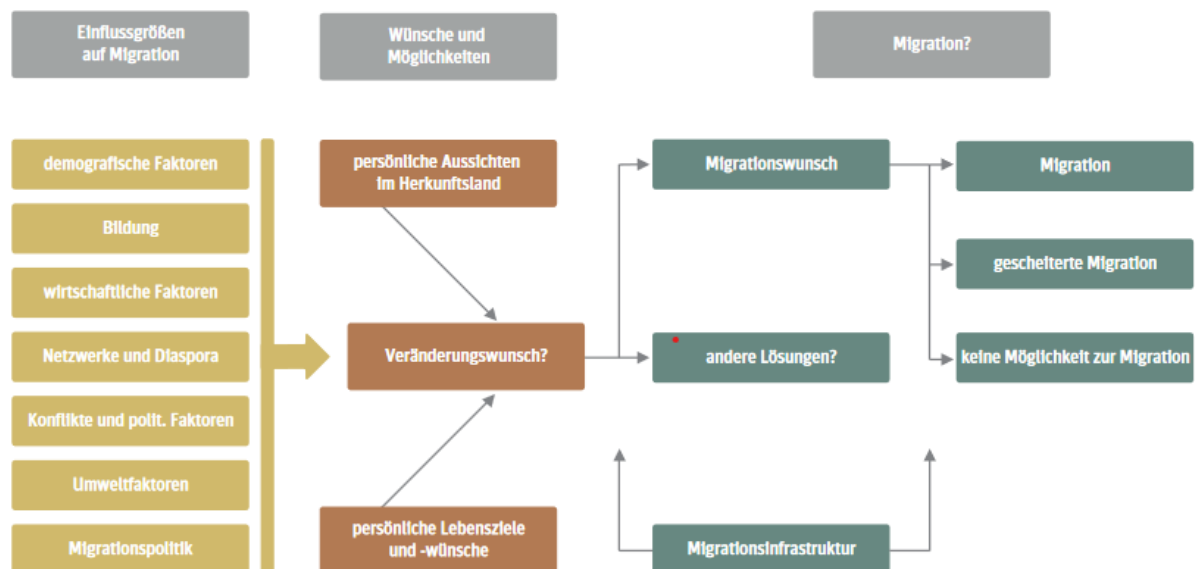 Einflussgrößen
auf Migration
Wünsche und
Möglichkeiten
Migration?
demografische Faktoren
Bildung
wirtschaftliche Faktoren
Netzwerke und Diaspora
Konflikte und polit. Faktoren
Umweltfaktoren
Migrationspolitik
persönliche Aussichten
im Herkunftsland
Veränderungswunsch?
persönliche Lebensziele
und -wünsche
Migrationswunsch
andere Lösungen?
Migrationsinfrastruktur
Migration
gescheiterte Migration
keine Möglichkeit zur Migration